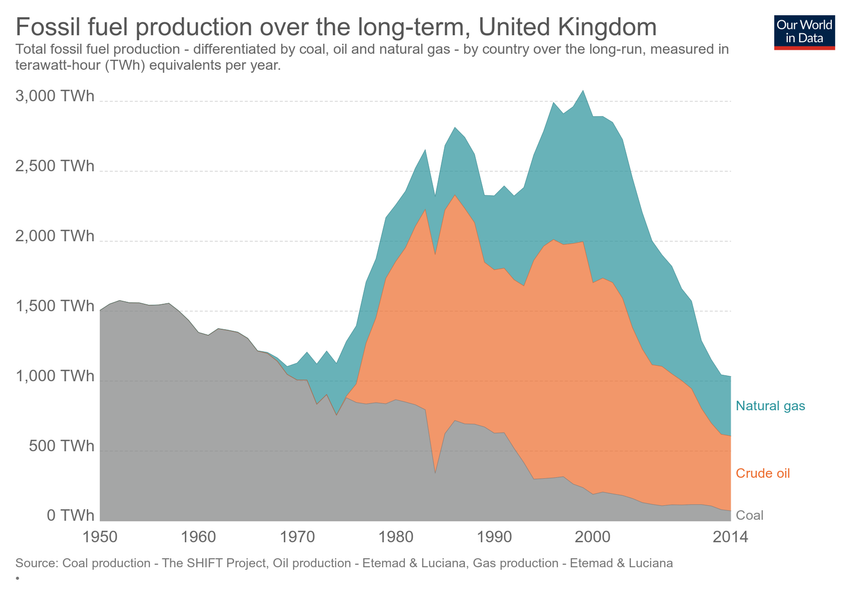 Fossil fuel production over the long-term, United Kingdom
Our World
in Data
Total fossil fuel production - differentiated by coal, oil and natural gas - by country over the long-run, measured in
terawatt-hour (TWh) equivalents per year.
3,000 TWh
2,500 TWh
2,000 TWh
1,500 TWh
1,000 TWh
Natural gas
500 TWh
Crude oil
0 TWh
Coal
1950
1960
1970
1980
1990
2000
2014
Source: Coal production - The SHIFT Project, Oil production - Etemad & Luciana, Gas production - Etemad & Luciana
•